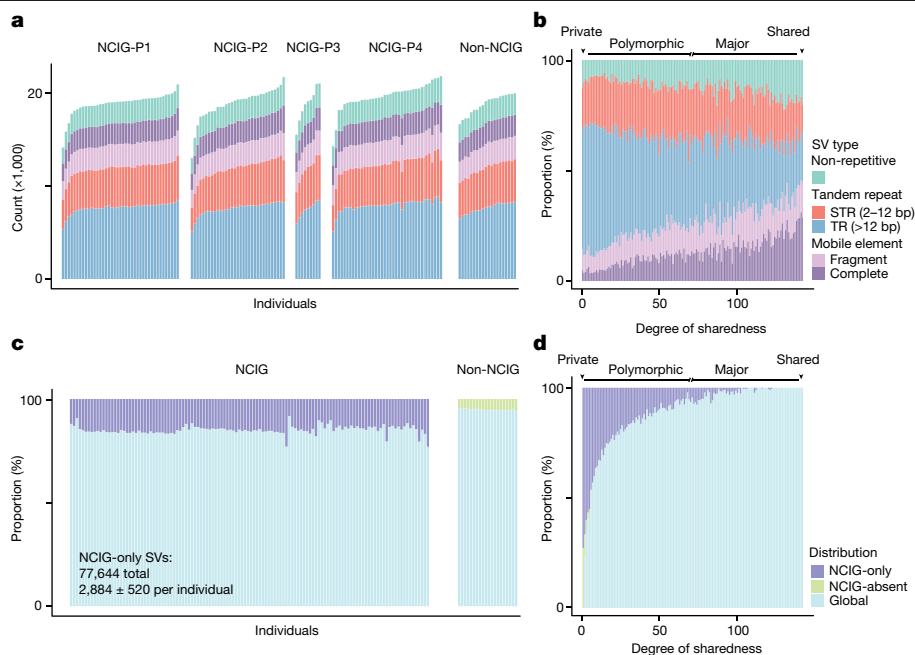 a
NCIG-P1 NCIG-P2 NCIG-P3 NCIG-P4 Non-NCIG
Count (×1,000)
20
0
Individuals
b
Private Shared
Polymorphic Major
Proportion (%)
100
0
0 50 100
Degree of sharedness
SV type
Non-repetitive
Tandem repeat
STR (2–12 bp)
TR (>12 bp)
Mobile element
Fragment
Complete
c
NCIG Non-NCIG
Proportion (%)
100
0
NCIG-only SVs:
77,644 total
2,884 ± 520 per individual
Individuals
d
Private Shared
Polymorphic Major
Proportion (%)
100
0
0 50 100
Degree of sharedness
Distribution
NCIG-only
NCIG-absent
Global